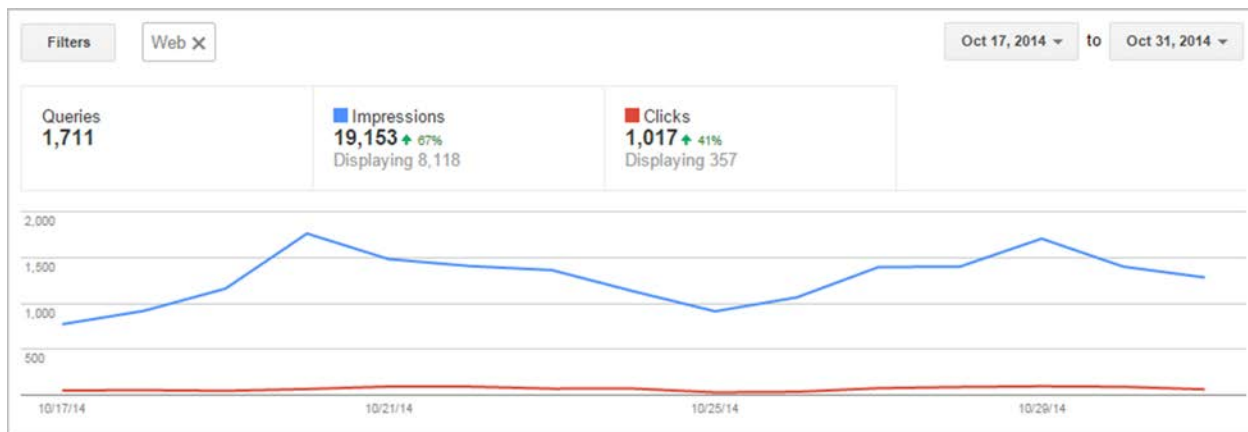 Filters Web Oct 17, 2014 to Oct 31, 2014
Queries
1,711
Impressions
19,153 67%
Displaying 8,118
Clicks
1,017 41%
Displaying 357
2,000
1,500
1,000
500
10/17/14 10/21/14 10/25/14 10/29/14